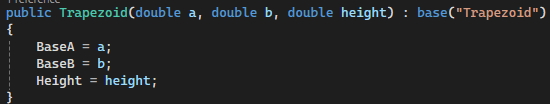 public Trapezoid(double a, double b, double height) : base("Trapezoid")
{
BaseA = a;
BaseB = b;
Height = height;
}